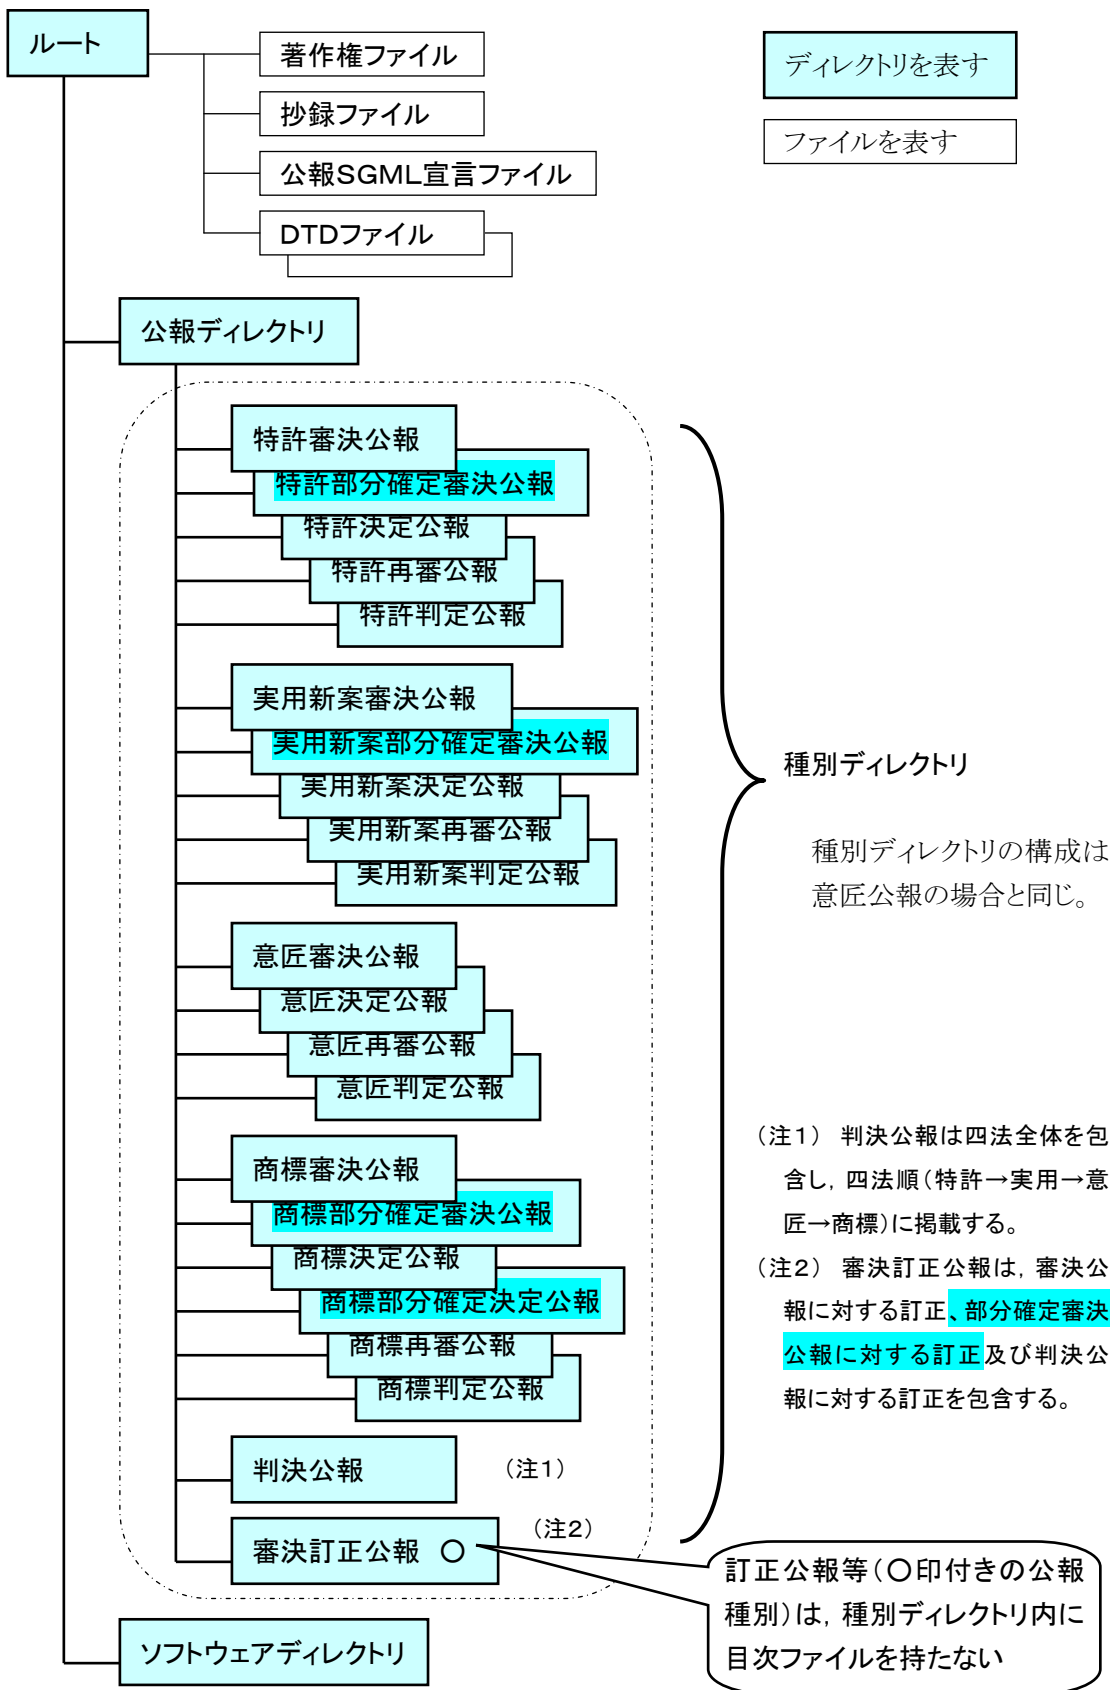 ルート
著作権ファイル
抄録ファイル
公報SGML宣言ファイル
DTDファイル
ディレクトリを表す
ファイルを表す
公報ディレクトリ
特許審決公報
特許部分確定審決公報
特許決定公報
特許再審公報
特許判定公報
実用新案審決公報
実用新案部分確定審決公報
実用新案決定公報
実用新案再審公報
実用新案判定公報
意匠審決公報
意匠決定公報
意匠再審公報
意匠判定公報
商標審決公報
商標部分確定審決公報
商標決定公報
商標部分確定決定公報
商標再審公報
商標判定公報
判決公報
(注1)
審決訂正公報 ○
(注2)
ソフトウェアディレクトリ
種別ディレクトリ
種別ディレクトリの構成は
意匠公報の場合と同じ。
(注1) 判決公報は四法全体を包
含し,四法順(特許→実用→意
匠→商標)に掲載する。
(注2) 審決訂正公報は,審決公
報に対する訂正、部分確定審決
公報に対する訂正及び判決公
報に対する訂正を包含する。
訂正公報等(○印付きの公報
種別)は,種別ディレクトリ内に
目次ファイルを持たない